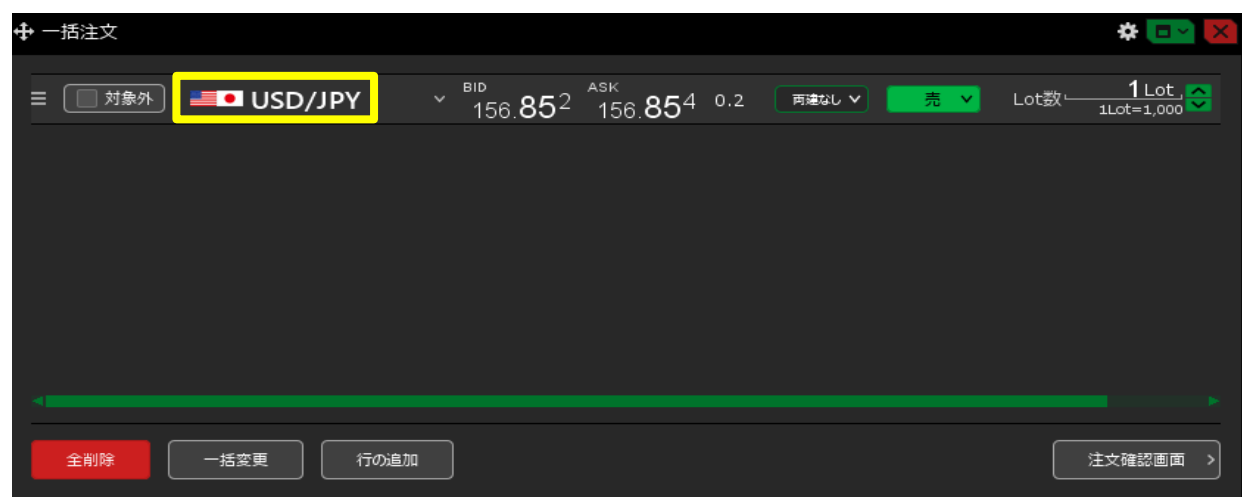 一括注文
対象外 USD/JPY BID 156.852 ASK 156.854 0.2 両建なし 売 Lot数 1 Lot
1Lot=1,000
全削除 一括変更 行の追加 注文確認画面